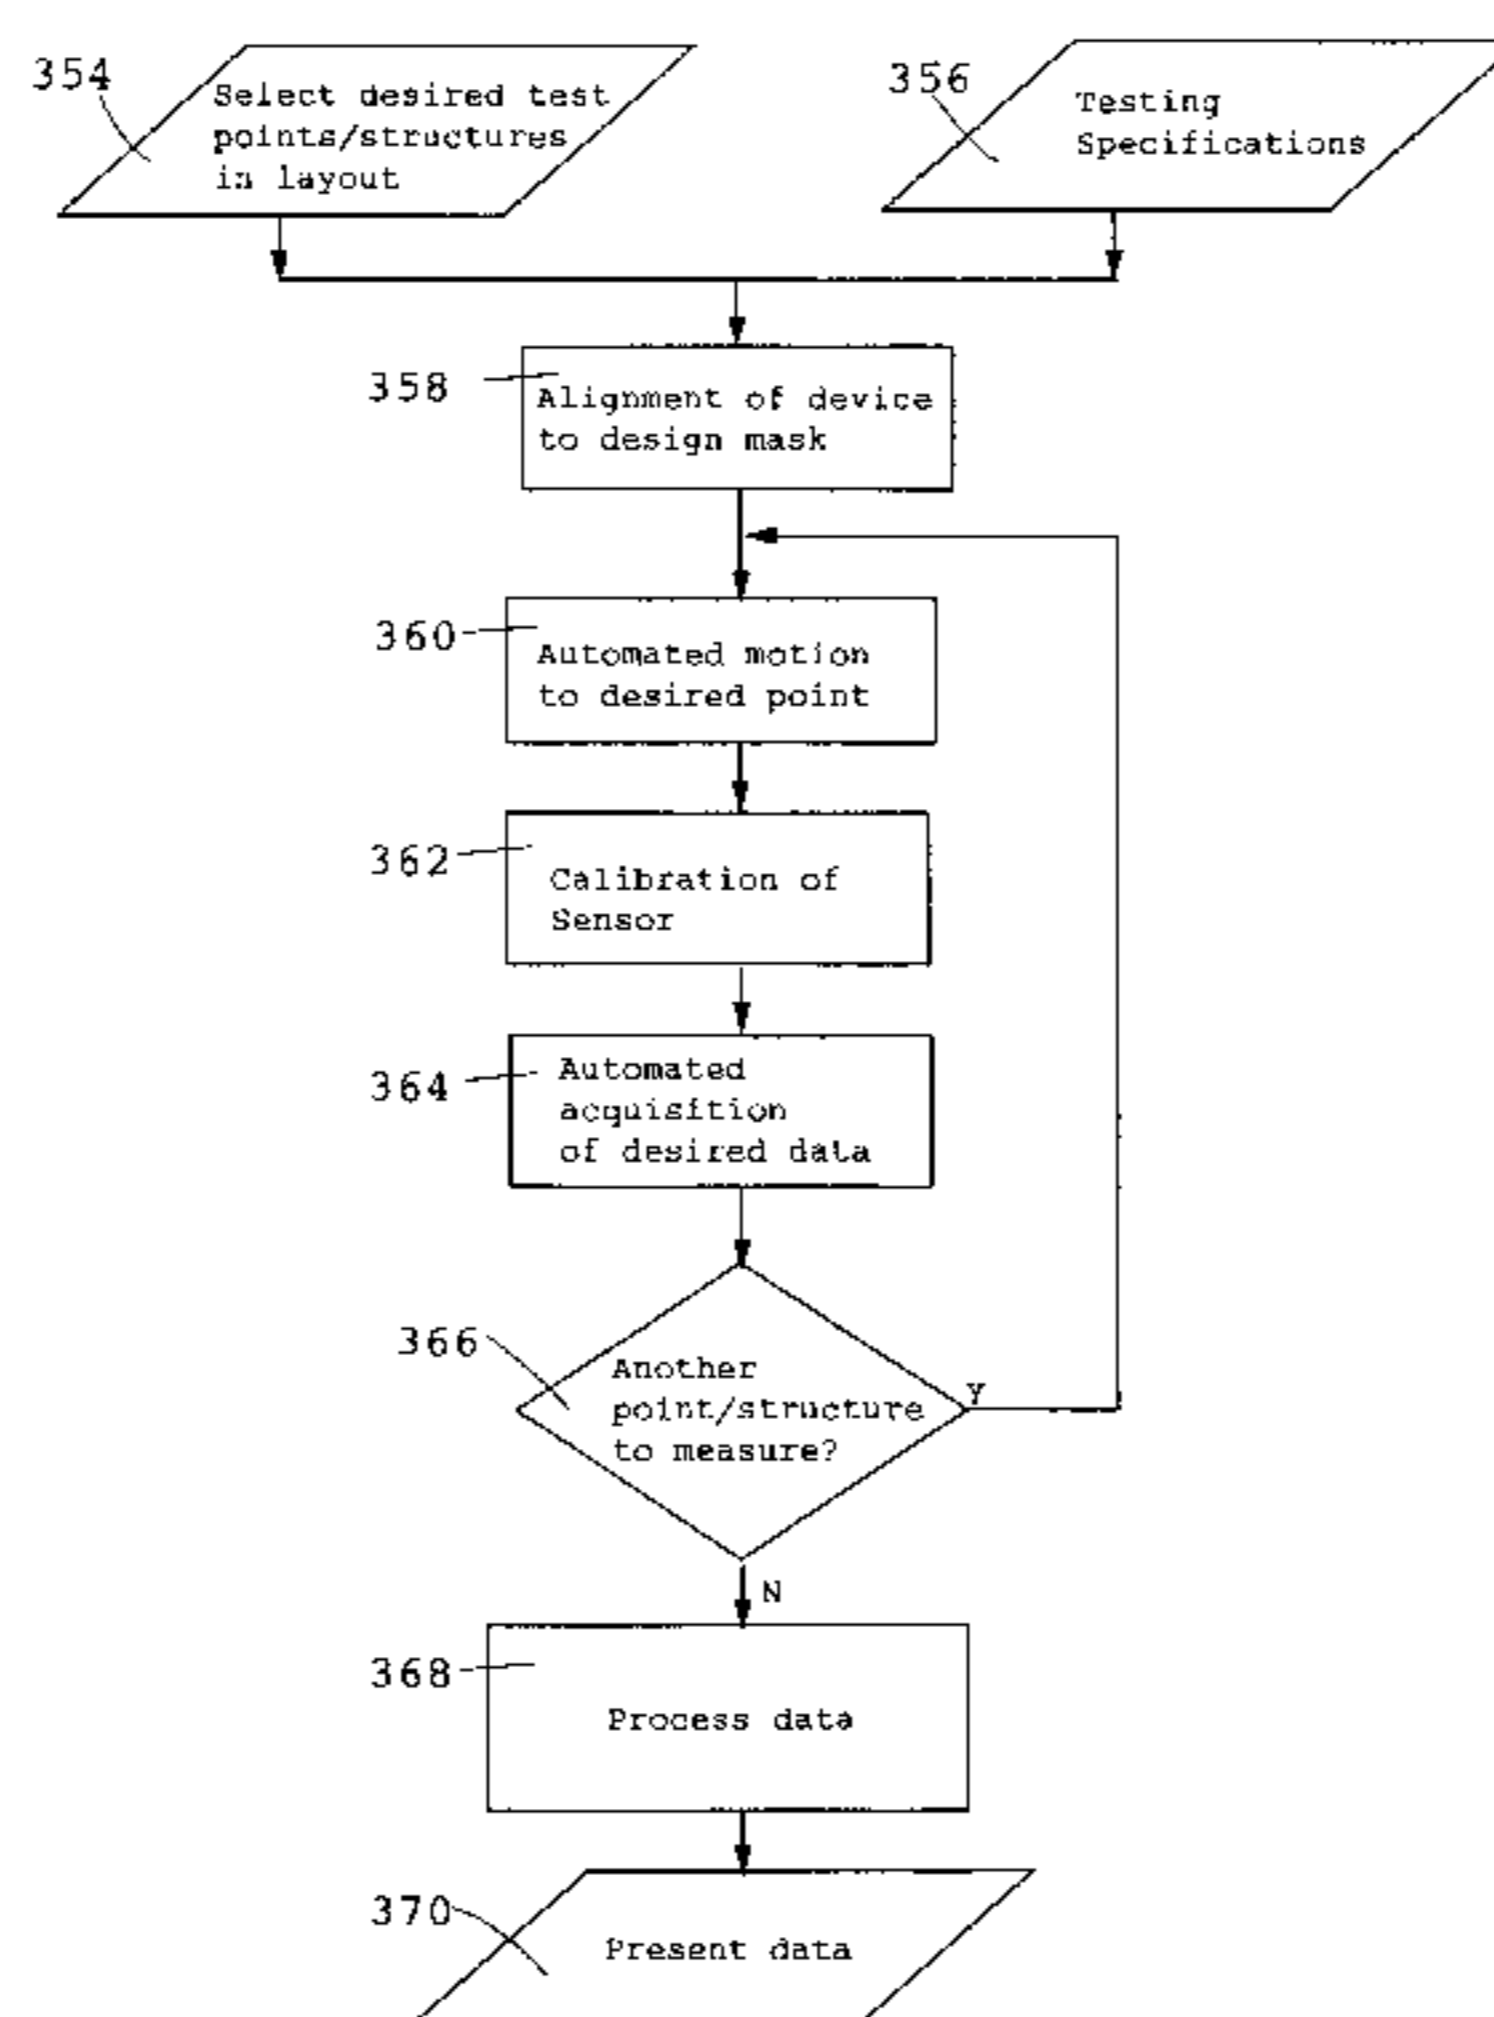 354
Select desired test
points/structures
in layout
356
Testing
Specifications
358
Alignment of device
to design mask
360
Automated motion
to desired point
362
Calibration of
Sensor
364
Automated
acquisition
of desired data
366
Another
point/structure
to measure?
Y
N
368
Process data
370
Present data